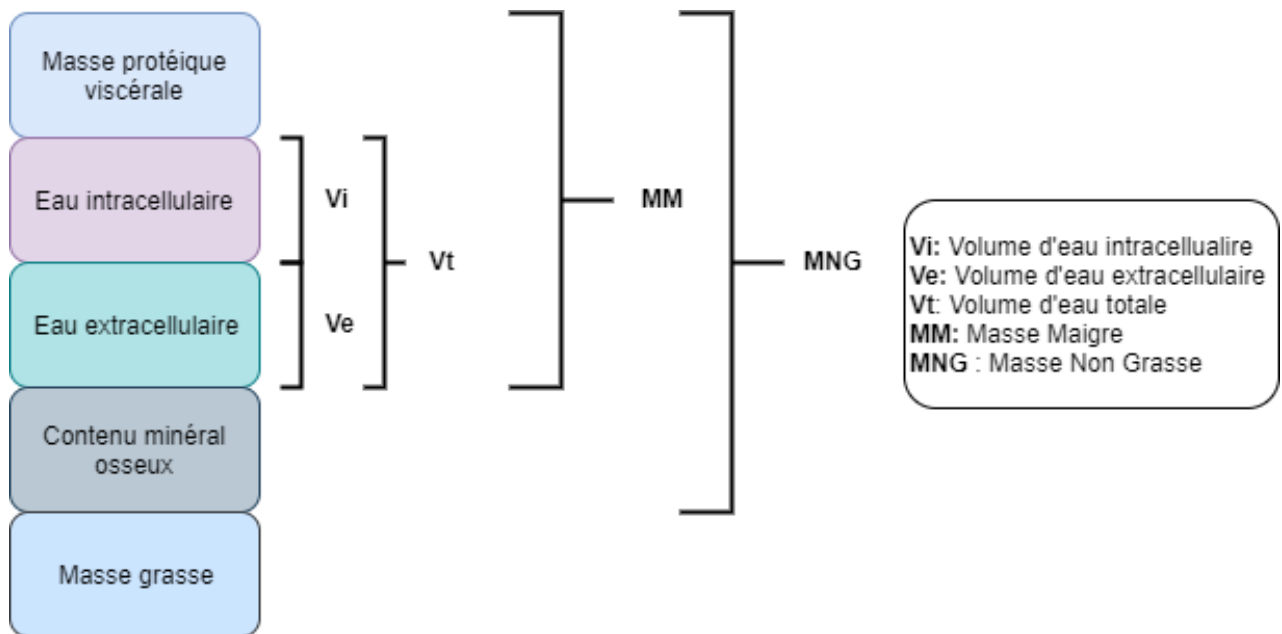 Masse protéique
viscérale
Eau intracellulaire
Eau extracellulaire
Contenu minéral
osseux
Masse grasse
Vi
Ve
Vt
MM
MNG
Vi: Volume d'eau intracellualire
Ve: Volume d'eau extracellulaire
Vt: Volume d'eau totale
MM: Masse Maigre
MNG : Masse Non Grasse